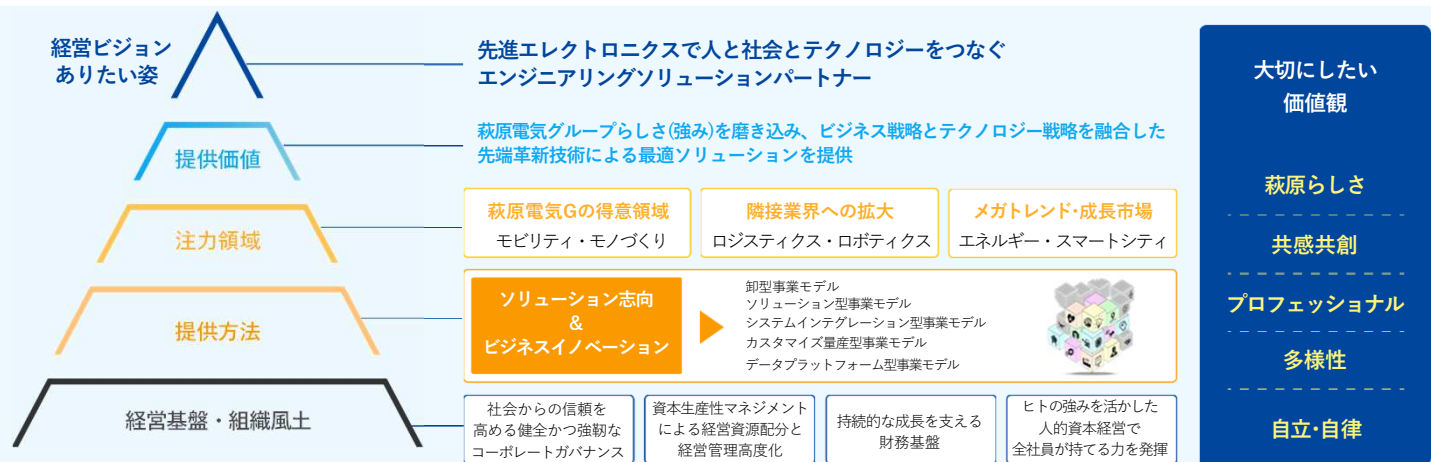 経営ビジョン
ありたい姿
先進エレクトロニクスで人と社会とテクノロジーをつなぐ
エンジニアリングソリューションパートナー
提供価値
萩原電気グループらしさ(強み)を磨き込み、ビジネス戦略とテクノロジー戦略を融合した
先端革新技術による最適ソリューションを提供
注力領域
萩原電気Gの得意領域
モビリティ・モノづくり
隣接業界への拡大
ロジスティクス・ロボティクス
メガトレンド・成長市場
エネルギー・スマートシティ
提供方法
ソリューション志向
&
ビジネスイノベーション
卸型事業モデル
ソリューション型事業モデル
システムインテグレーション型事業モデル
カスタマイズ量産型事業モデル
データプラットフォーム型事業モデル
経営基盤・組織風土
社会からの信頼を
高める健全かつ強靭な
コーポレートガバナンス
資本生産性マネジメント
による経営資源配分と
経営管理高度化
持続的な成長を支える
財務基盤
ヒトの強みを活かした
人的資本経営で
全社員が持てる力を発揮
大切にしたい
価値観
萩原らしさ
共感共創
プロフェッショナル
多様性
自立・自律